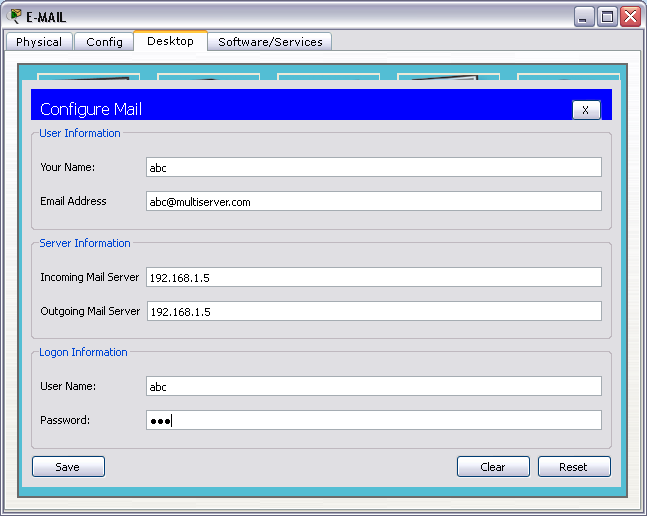 E-MAIL
Physical Config Desktop Software/Services
Configure Mail X
User Information
Your Name: abc
Email Address abc@multiserver.com
Server Information
Incoming Mail Server 192.168.1.5
Outgoing Mail Server 192.168.1.5
Logon Information
User Name: abc
Password: ●●●
Save Clear Reset